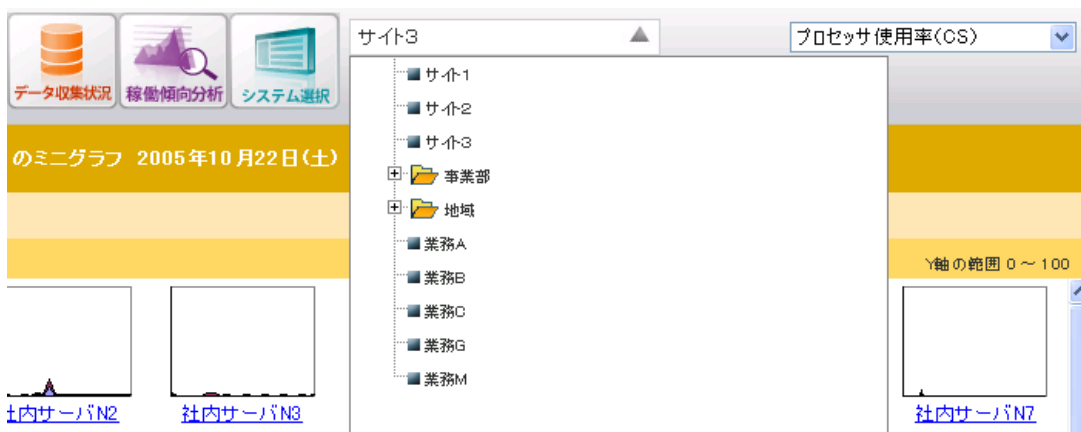 サイト3
プロセッサ使用率(CS)
データ収集状況
稼働傾向分析
システム選択
のミニグラフ 2005年10月22日(土)
サイト1
サイト2
サイト3
事業部
地域
業務A
業務B
業務C
業務G
業務M
Y軸の範囲 0 ～ 100
社内サーバN2
社内サーバN3
社内サーバN7